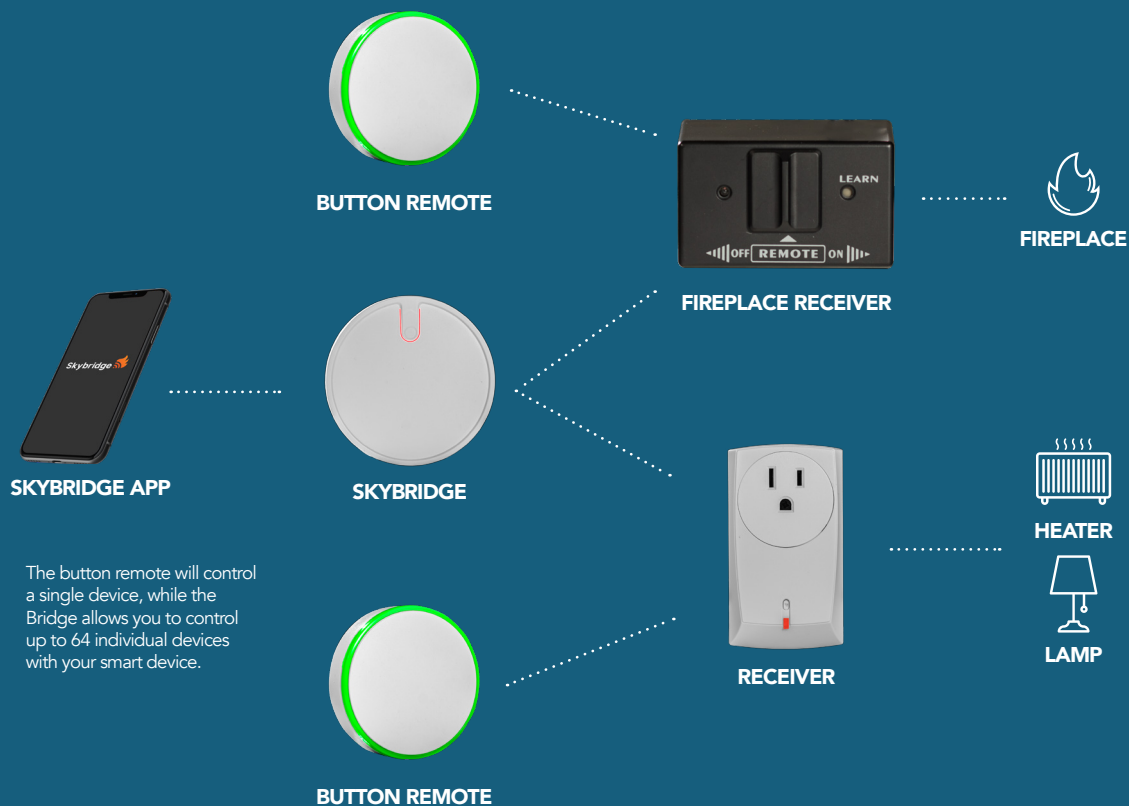 BUTTON REMOTE
LEARN
OFF REMOTE ON
FIREPLACE RECEIVER
FIREPLACE
Skybridge
SKYBRIDGE APP
SKYBRIDGE
The button remote will control
a single device, while the
Bridge allows you to control
up to 64 individual devices
with your smart device.
RECEIVER
HEATER
LAMP
BUTTON REMOTE